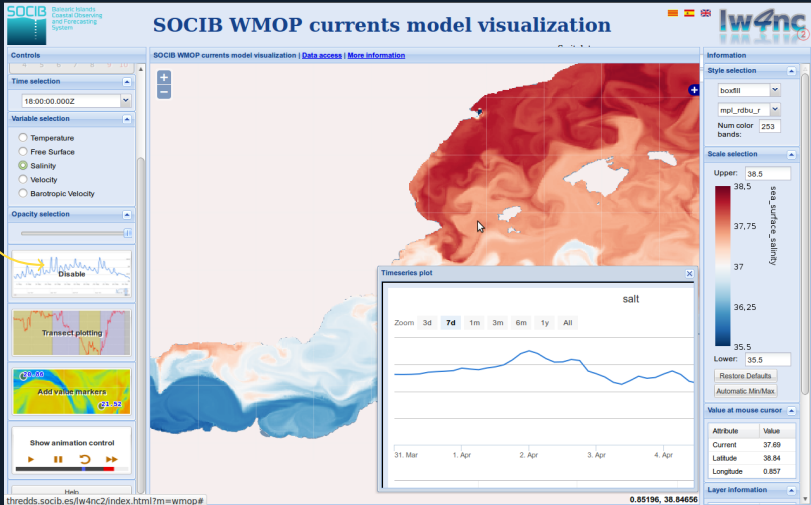 SOCIB
Balearic Islands
Coastal Observing
and Forecasting
System
SOCIB WMOP currents model visualization
lw4nc
2
Controls
SOCIB WMOP currents model visualization | Data access | More information
Information
Time selection
18:00:00.000Z
Variable selection
Temperature
Free Surface
Salinity
Velocity
Barotropic Velocity
Opacity selection
Disable
Transect plotting
20.88
Add value markers
21.52
Show animation control
Help
thredds.socib.es/lw4nc2/index.html?m=wmop#
Timeseries plot
salt
Zoom 3d 7d 1m 3m 6m 1y All
31. Mar 1. Apr 2. Apr 3. Apr 4. Apr
0.85196, 38.84656
Style selection
boxfill
mpl_rdbu_r
Num color
bands:
253
Scale selection
Upper: 38.5
38,5
37,75
37
36,25
35.5
sea_surface_salinity
Lower: 35.5
Restore Defaults
Automatic Min/Max
Value at mouse cursor
Attribute Value
Current 37.69
Latitude 38.84
Longitude 0.857
Layer information